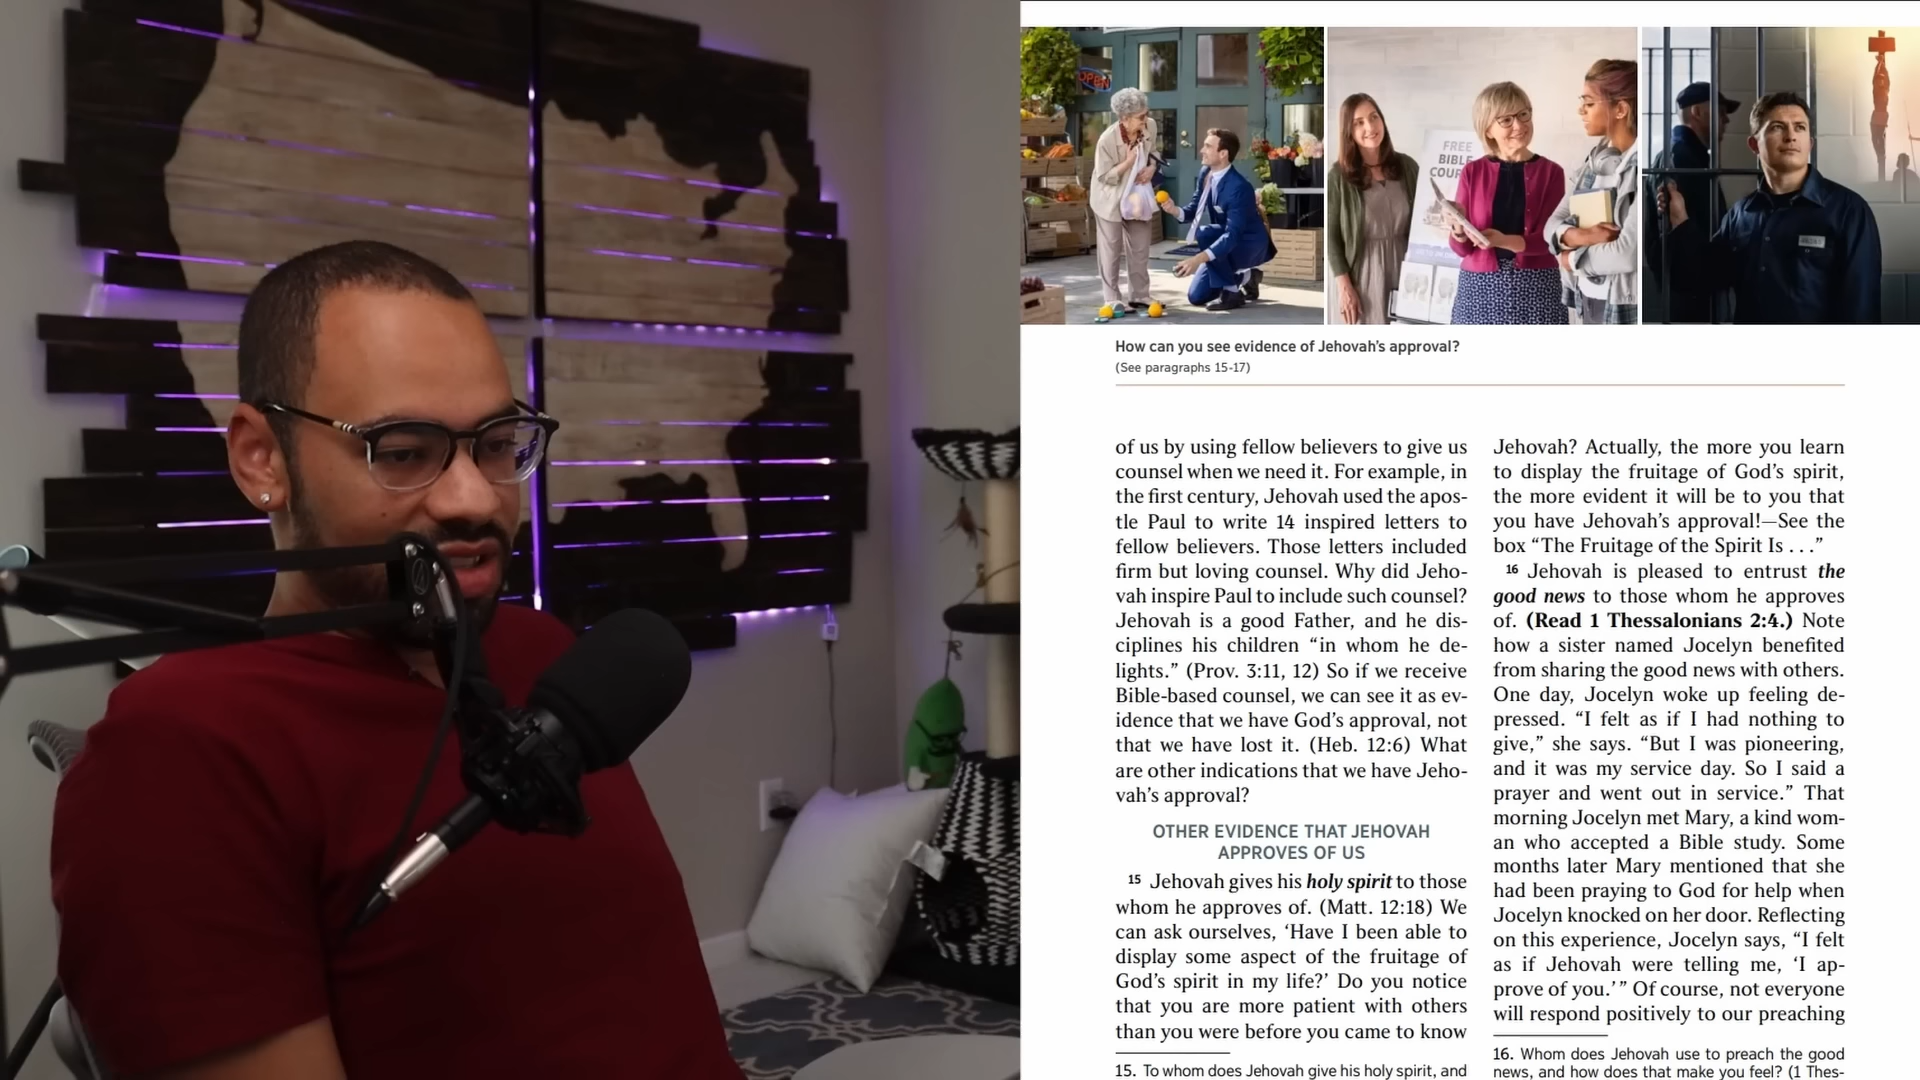 OPEN
FREE
BIBLE
How can you see evidence of Jehovah's approval?
(See paragraphs 15-17)
of us by using fellow believers to give us
counsel when we need it. For example, in
the first century, Jehovah used the apos-
tle Paul to write 14 inspired letters to
fellow believers. Those letters included
firm but loving counsel. Why did Jeho-
vah inspire Paul to include such counsel?
Jehovah is a good Father, and he dis-
ciplines his children “in whom he de-
lights.” (Prov. 3:11, 12) So if we receive
Bible-based counsel, we can see it as ev-
idence that we have God’s approval, not
that we have lost it. (Heb. 12:6) What
are other indications that we have Jeho-
vah’s approval?
OTHER EVIDENCE THAT JEHOVAH
APPROVES OF US
15 Jehovah gives his holy spirit to those
whom he approves of. (Matt. 12:18) We
can ask ourselves, ‘Have I been able to
display some aspect of the fruitage of
God’s spirit in my life?’ Do you notice
that you are more patient with others
than you were before you came to know
15. To whom does Jehovah give his holy spirit, and
Jehovah? Actually, the more you learn
to display the fruitage of God’s spirit,
the more evident it will be to you that
you have Jehovah’s approval!—See the
box “The Fruitage of the Spirit Is . . .”
16 Jehovah is pleased to entrust the
good news to those whom he approves
of. (Read 1 Thessalonians 2:4.) Note
how a sister named Jocelyn benefited
from sharing the good news with others.
One day, Jocelyn woke up feeling de-
pressed. “I felt as if I had nothing to
give,” she says. “But I was pioneering,
and it was my service day. So I said a
prayer and went out in service.” That
morning Jocelyn met Mary, a kind wom-
an who accepted a Bible study. Some
months later Mary mentioned that she
had been praying to God for help when
Jocelyn knocked on her door. Reflecting
on this experience, Jocelyn says, “I felt
as if Jehovah were telling me, ‘I ap-
prove of you.’” Of course, not everyone
will respond positively to our preaching
16. Whom does Jehovah use to preach the good
news, and how does that make you feel? (1 Thes-